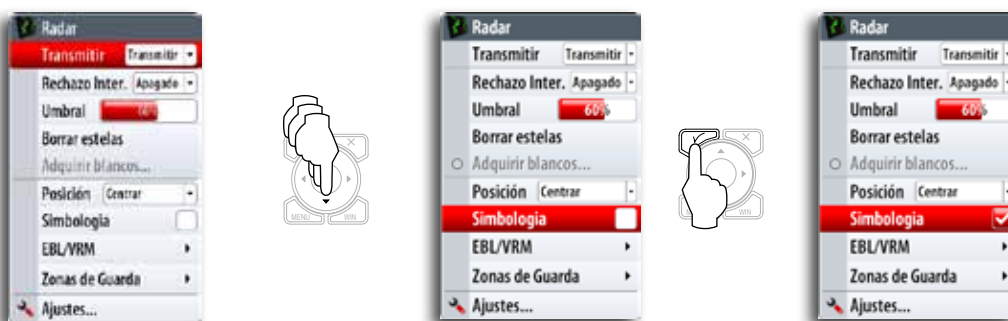 Radar
Transmitir Transmitir
Rechazo Inter. Apagado
Umbral
Borrar estelas
Adquirir blancos...
Posición Centrar
Simbologia
EBL/VRM
Zonas de Guarda
Ajustes...
MENU WIN
Radar
Transmitir Transmitir
Rechazo Inter. Apagado
Umbral 60%
Borrar estelas
Adquirir blancos...
Posición Centrar
Simbologia
EBL/VRM
Zonas de Guarda
Ajustes...
WIN
Radar
Transmitir Transmitir
Rechazo Inter. Apagado
Umbral 60%
Borrar estelas
Adquirir blancos...
Posición Centrar
Simbologia
EBL/VRM
Zonas de Guarda
Ajustes...